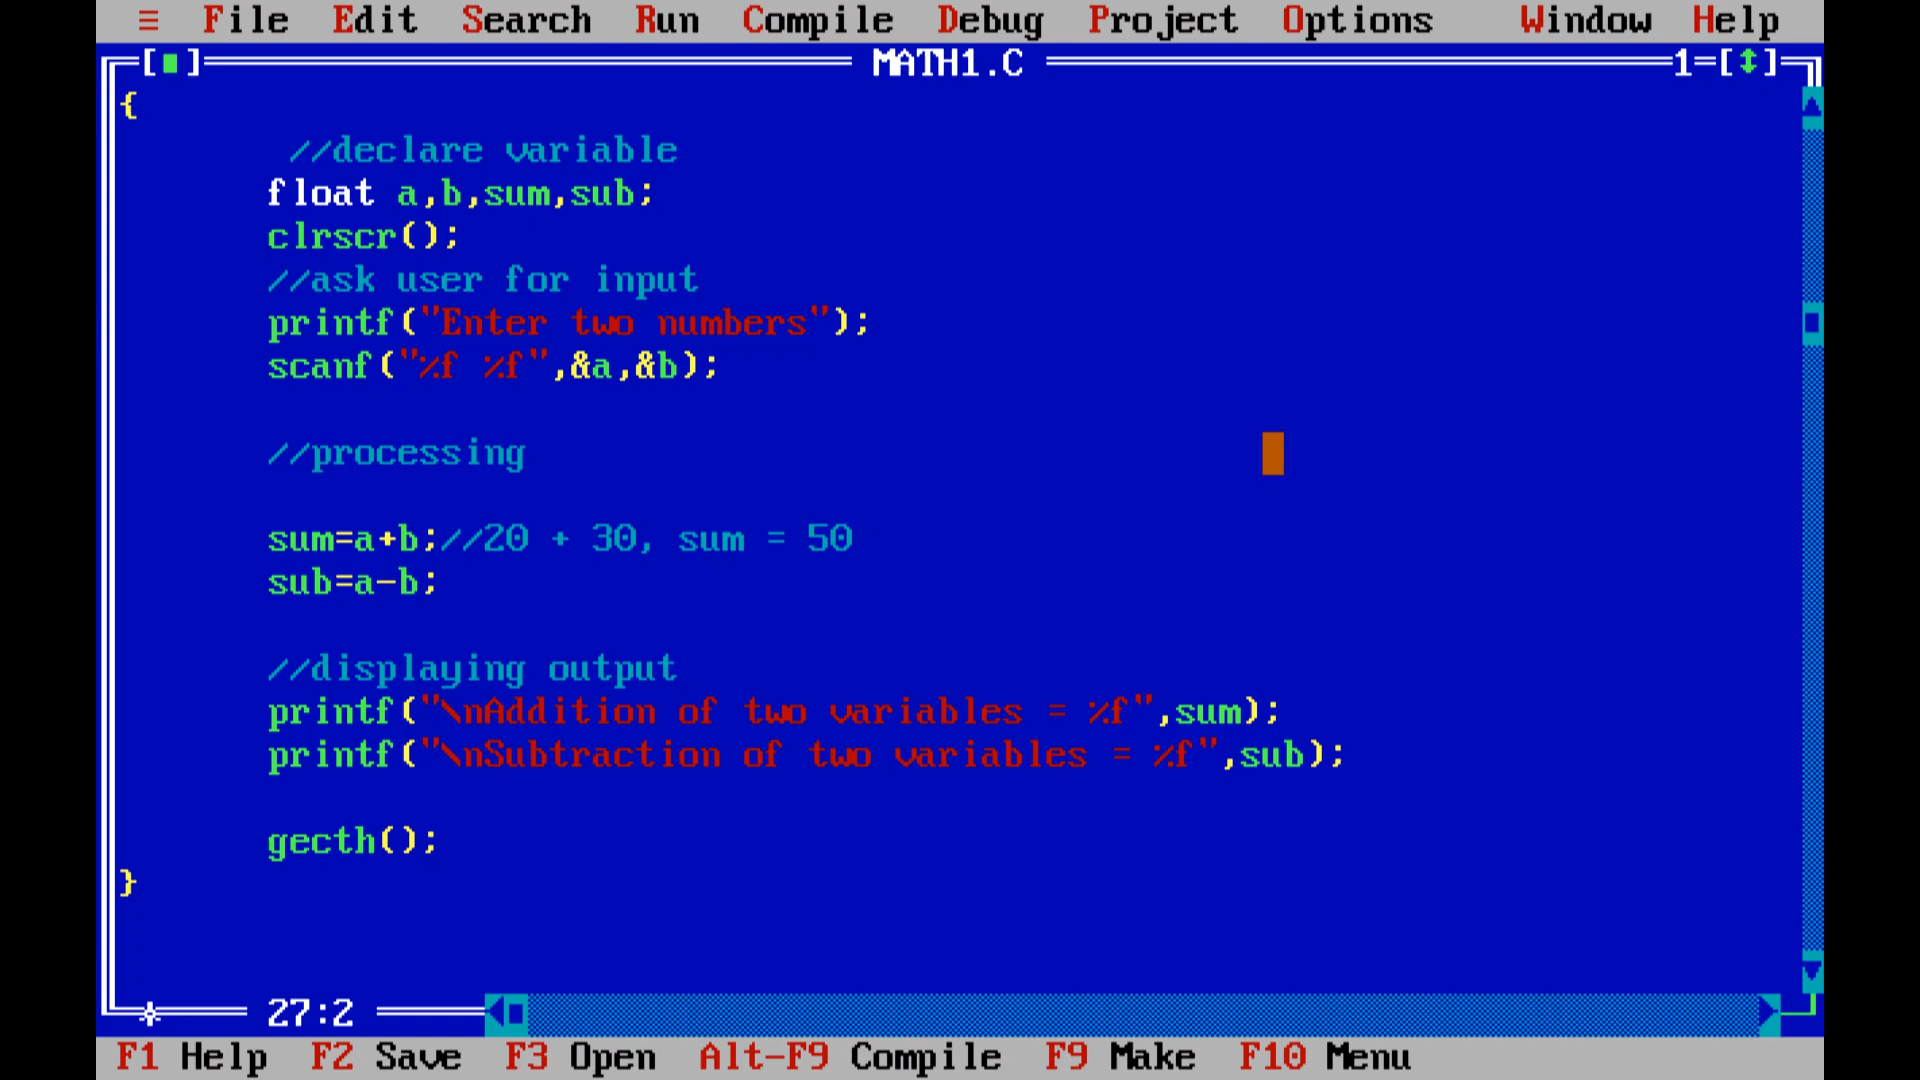 ≡ File Edit Search Run Compile Debug Project Options Window Help
[■] MATH1.C 1=[↕]
{
//declare variable
float a,b,sum,sub;
clrscr();
//ask user for input
printf("Enter two numbers");
scanf("%f %f",&a,&b);
//processing
sum=a+b;//20 + 30, sum = 50
sub=a-b;
//displaying output
printf("\nAddition of two variables = %f",sum);
printf("\nSubtraction of two variables = %f",sub);
gecth();
}
27:2
F1 Help F2 Save F3 Open Alt-F9 Compile F9 Make F10 Menu